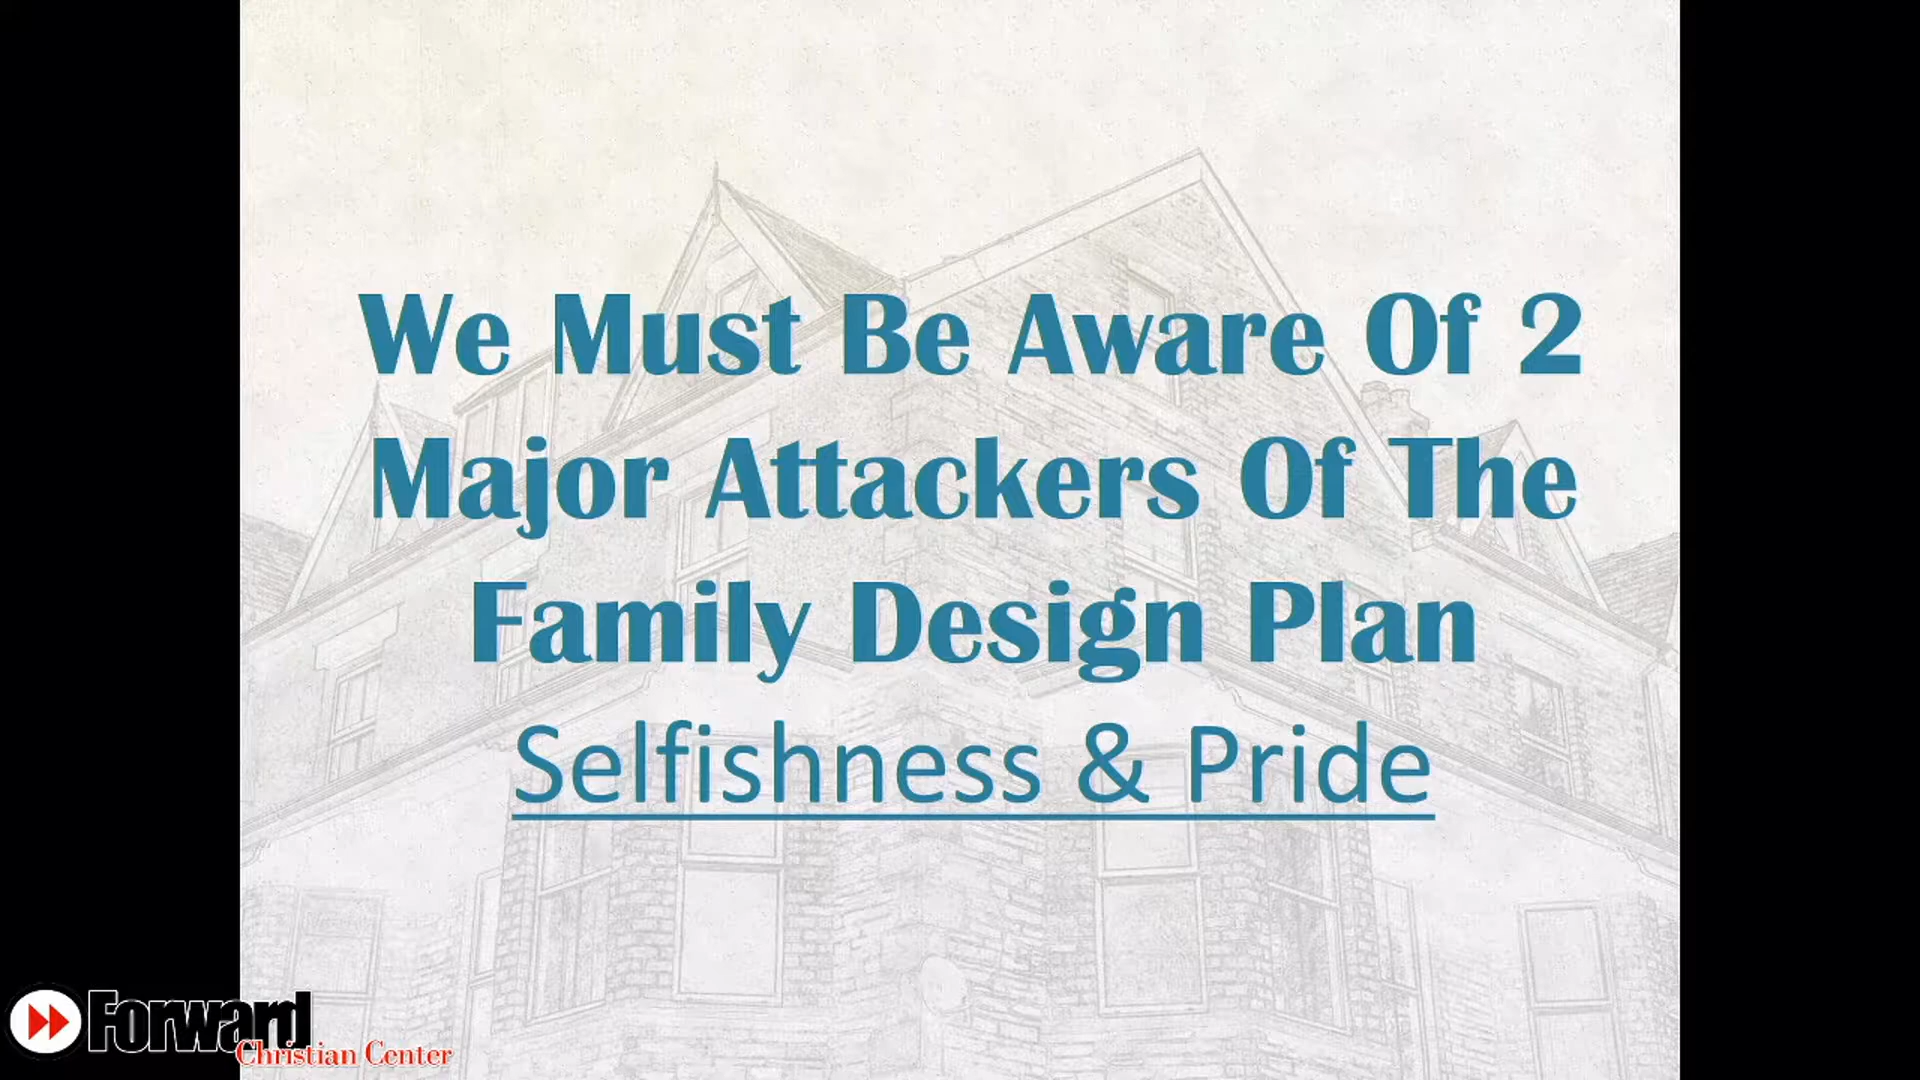 We Must Be Aware Of 2
Major Attackers Of The
Family Design Plan
Selfishness & Pride
Forward
Christian Center